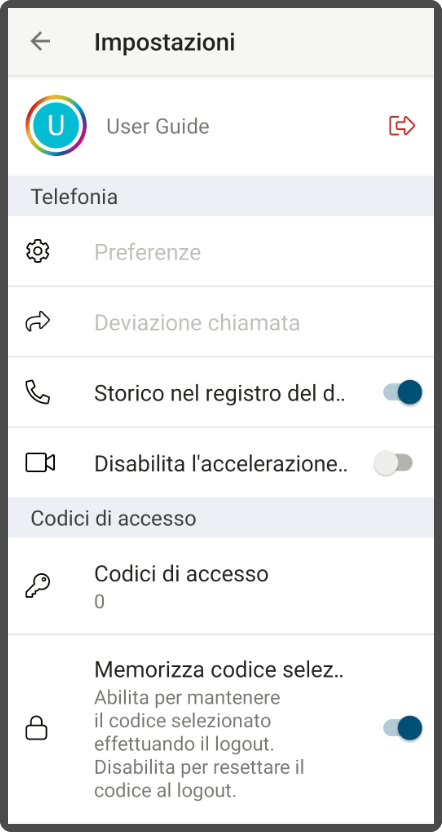 Impostazioni
U
User Guide
Telefonia
Preferenze
Deviazione chiamata
Storico nel registro del d..
Disabilita l'accelerazione..
Codici di accesso
Codici di accesso
0
Memorizza codice selez..
Abilita per mantenere
il codice selezionato
effettuando il logout.
Disabilita per resettare il
codice al logout.